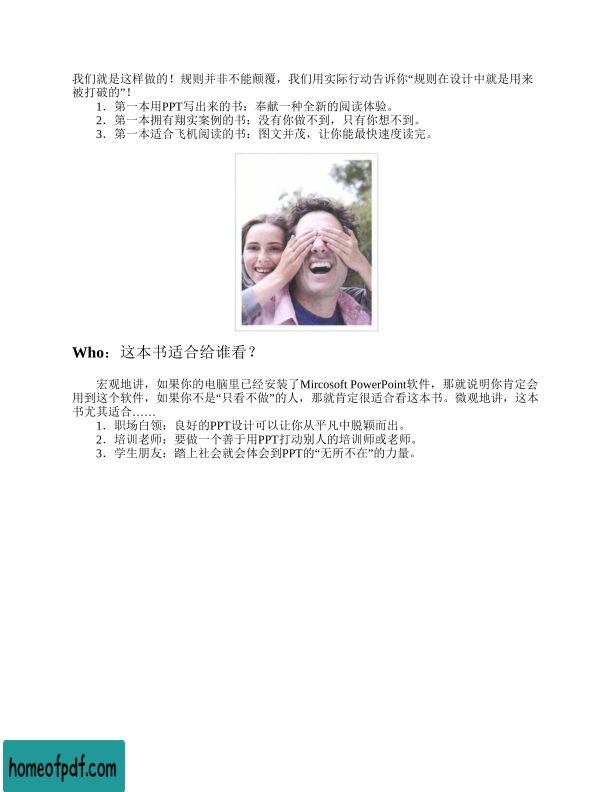 我们就是这样做的！规则并非不能颠覆，我们用实际行动告诉你“规则在设计中就是用来
被打破的”！
1．第一本用PPT写出来的书：奉献一种全新的阅读体验。
2．第一本拥有翔实案例的书：没有你做不到，只有你想不到。
3．第一本适合飞机阅读的书：图文并茂，让你能最快速度读完。
Who：这本书适合给谁看？
宏观地讲，如果你的电脑里已经安装了Mircosoft PowerPoint软件，那就说明你肯定会
用到这个软件，如果你不是“只看不做”的人，那就肯定很适合看这本书。微观地讲，这本
书尤其适合……
1．职场白领：良好的PPT设计可以让你从平凡中脱颖而出。
2．培训老师：要做一个善于用PPT打动别人的培训师或老师。
3．学生朋友：踏上社会就会体会到PPT的“无所不在”的力量。
homeofpdf.com